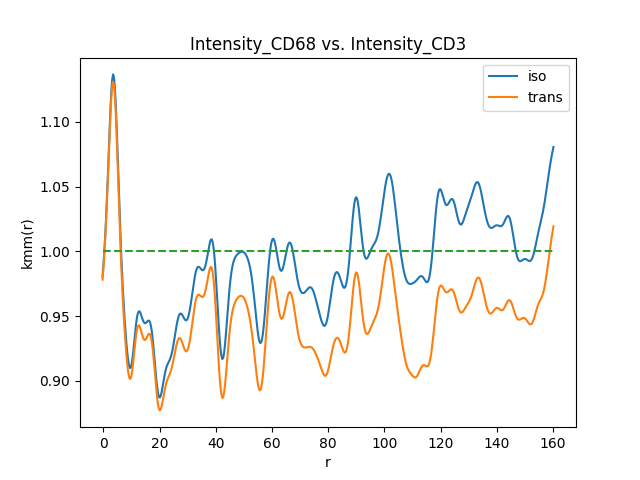 Intensity_CD68 vs. Intensity_CD3
iso
trans
1.10
1.05
1.00
0.95
0.90
kmm(r)
0 20 40 60 80 100 120 140 160
r